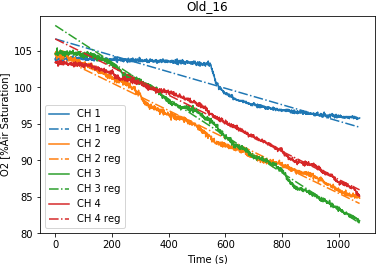 Old_16
O2 [%Air Saturation]
105
100
95
90
85
80
CH 1
CH 1 reg
CH 2
CH 2 reg
CH 3
CH 3 reg
CH 4
CH 4 reg
0 200 400 600 800 1000
Time (s)